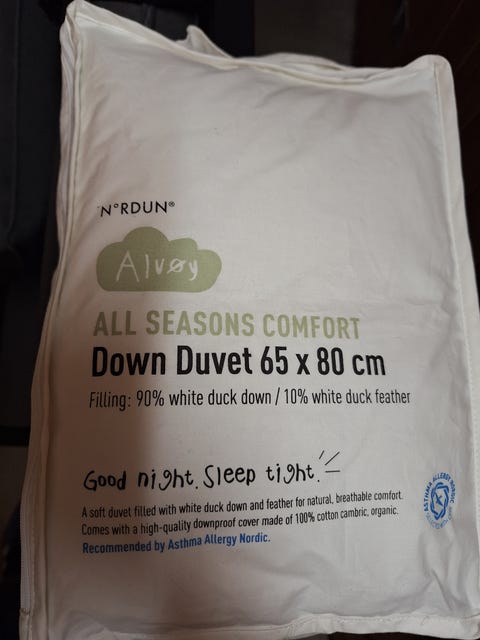 N°RDUN®
Alvøy
ALL SEASONS COMFORT
Down Duvet 65 x 80 cm
Filling: 90% white duck down / 10% white duck feather
Good night. Sleep tight.
A soft duvet filled with white duck down and feather for natural, breathable comfort.
Comes with a high-quality downproof cover made of 100% cotton cambric, organic.
Recommended by Asthma Allergy Nordic.
ASTHMA ALLERGY NORDIC